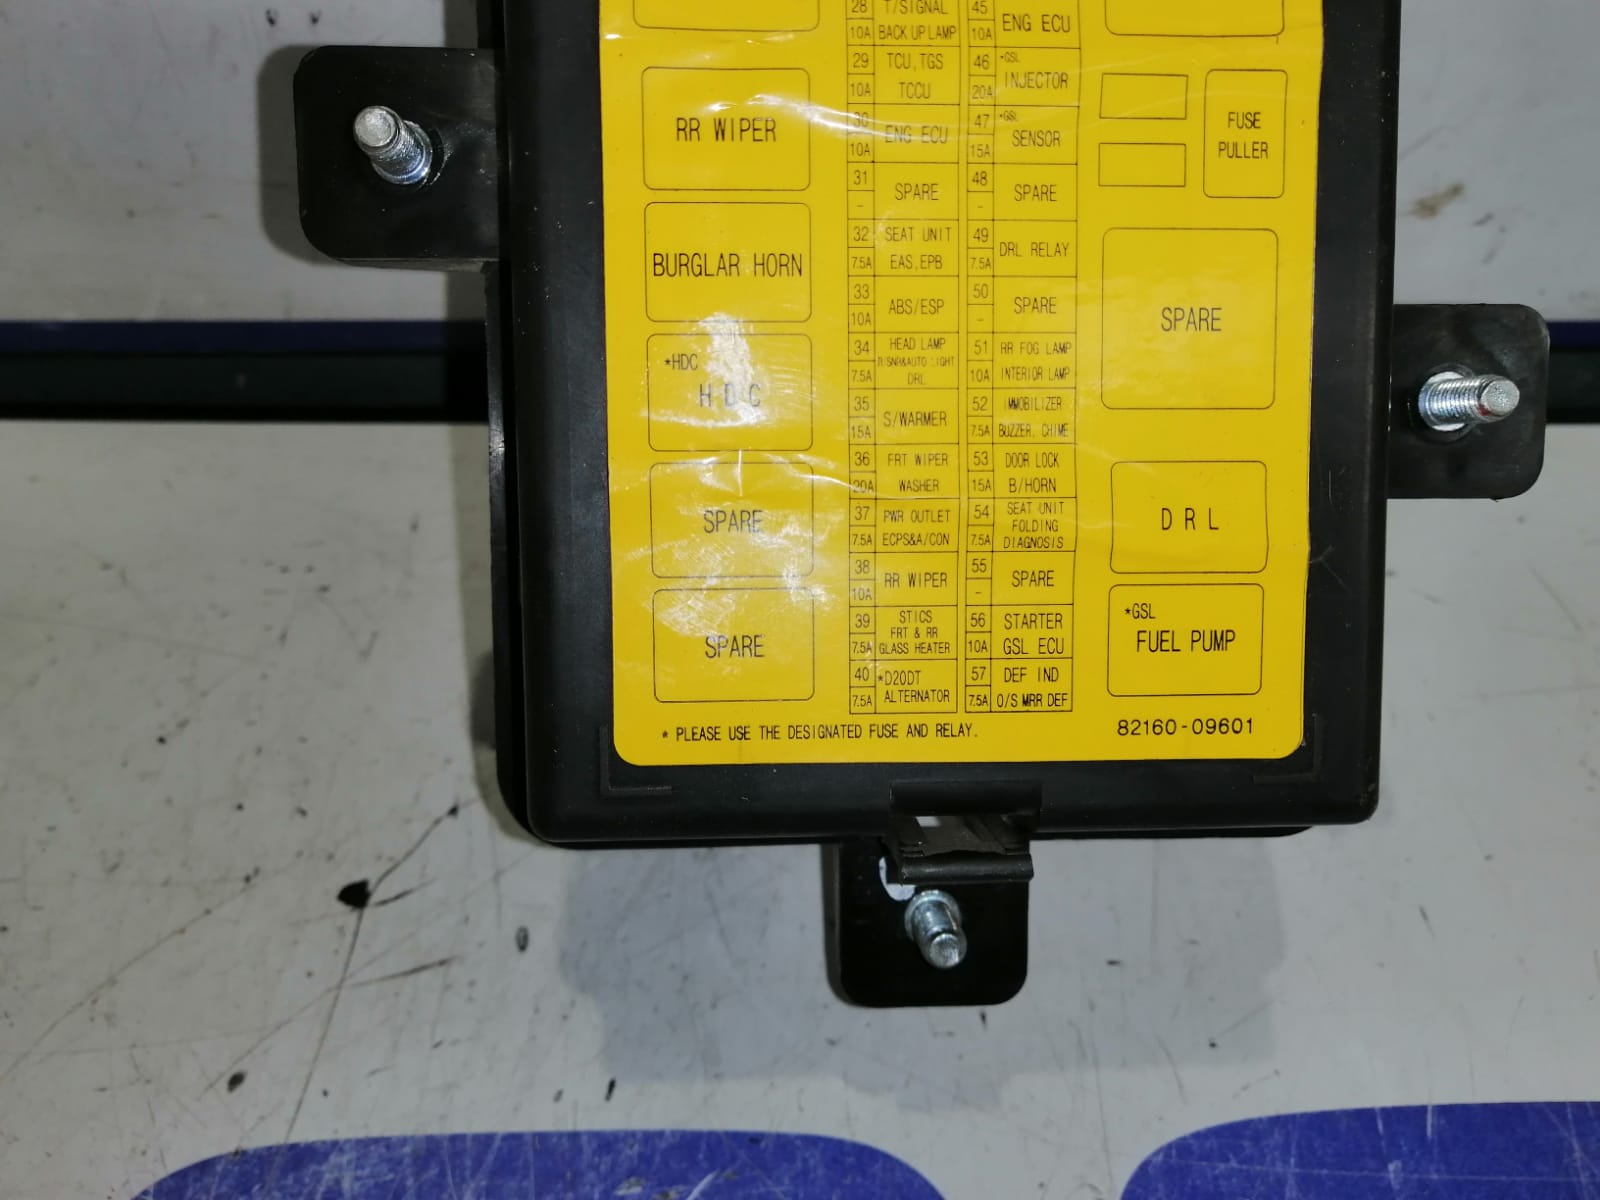 28 T/SIGNAL
10A BACK UP LAMP
29 TCU, TGS
10A TCCU
30 ENG ECU
10A
31 SPARE
-
32 SEAT UNIT
7.5A EAS, EPB
33 ABS/ESP
10A
34 HEAD LAMP
R/SNR&AUTO LIGHT
7.5A DRL
35 S/WARMER
15A
36 FRT WIPER
20A WASHER
37 PWR OUTLET
7.5A ECPS&A/CON
38 RR WIPER
10A
39 STICS
FRT & RR
7.5A GLASS HEATER
40 *D20DT
7.5A ALTERNATOR
45 ENG ECU
10A
46 *GSL
20A INJECTOR
47 *GSL
15A SENSOR
48 SPARE
-
49 DRL RELAY
7.5A
50 SPARE
-
51 RR FOG LAMP
10A INTERIOR LAMP
52 IMMOBILIZER
7.5A BUZZER, CHIME
53 DOOR LOCK
15A B/HORN
54 SEAT UNIT
FOLDING
7.5A DIAGNOSIS
55 SPARE
-
56 STARTER
10A GSL ECU
57 DEF IND
7.5A O/S MRR DEF
RR WIPER
BURGLAR HORN
*HDC
H D C
SPARE
SPARE
FUSE
PULLER
SPARE
D R L
*GSL
FUEL PUMP
* PLEASE USE THE DESIGNATED FUSE AND RELAY.
82160-09601